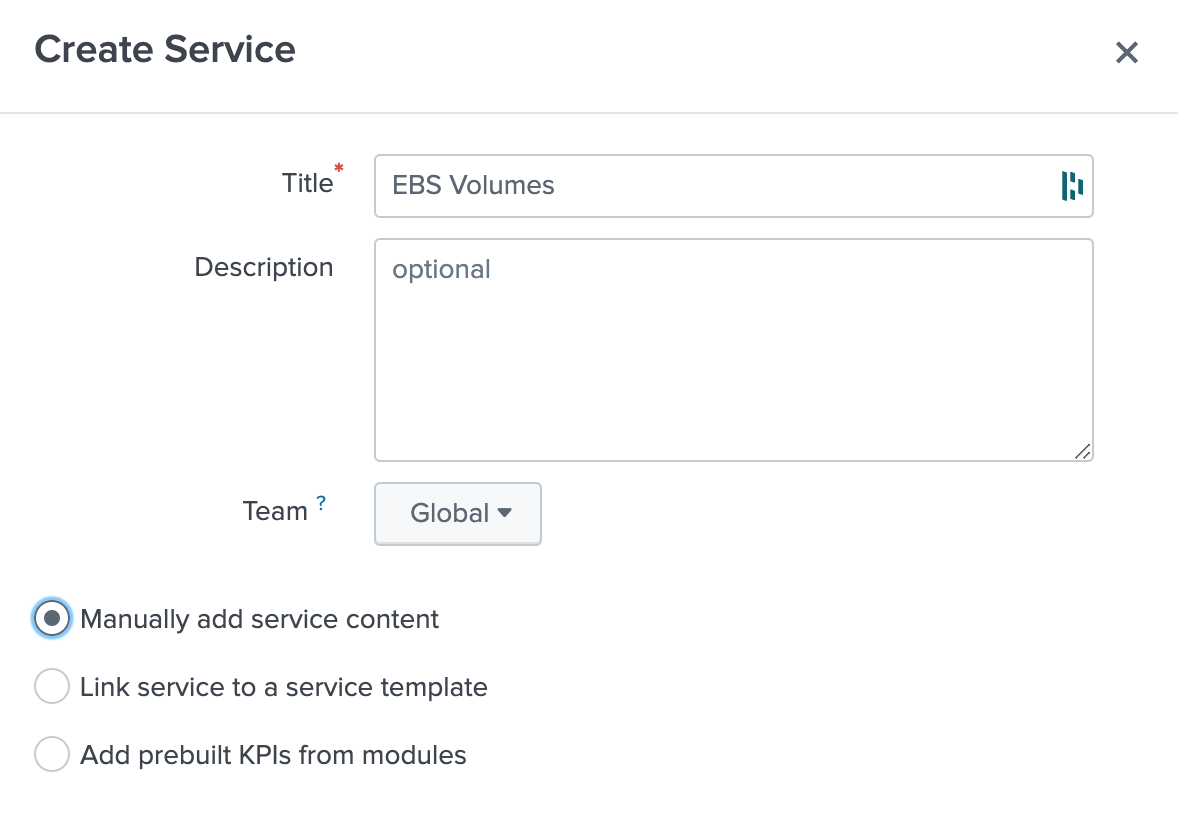 Create Service
Title*
EBS Volumes
Description
optional
Team ?
Global
Manually add service content
Link service to a service template
Add prebuilt KPIs from modules